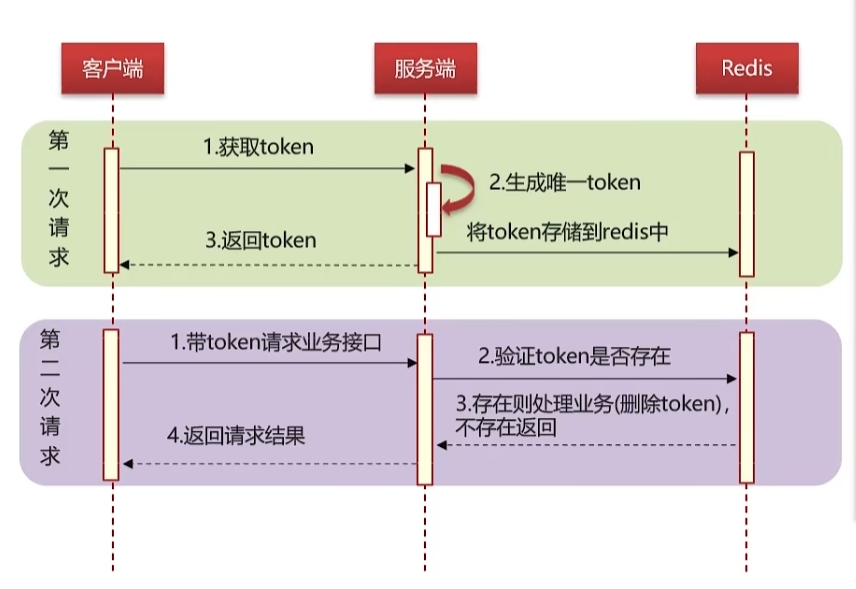 客户端
服务端
Redis
第一次请求
1.获取token
2.生成唯一token
将token存储到redis中
3.返回token
第二次请求
1.带token请求业务接口
2.验证token是否存在
3.存在则处理业务(删除token)，
不存在返回
4.返回请求结果